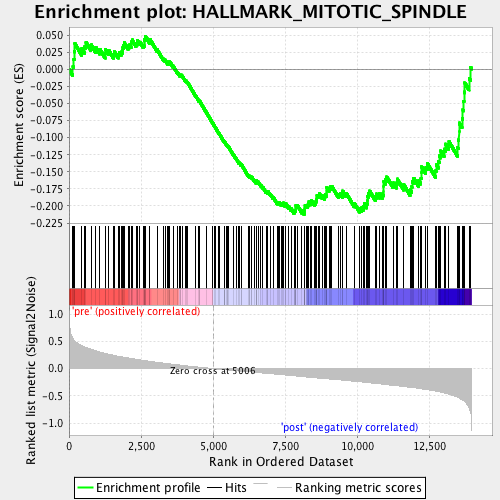 Enrichment plot: HALLMARK_MITOTIC_SPINDLE
Enrichment score (ES)
0.050
0.025
0.000
-0.025
-0.050
-0.075
-0.100
-0.125
-0.150
-0.175
-0.200
-0.225
Ranked list metric (Signal2Noise)
1.0
0.5
0.0
-0.5
-1.0
'pre' (positively correlated)
Zero cross at 5006
'post' (negatively correlated)
0
2,500
5,000
7,500
10,000
12,500
Rank in Ordered Dataset
Enrichment profile
Hits
Ranking metric scores